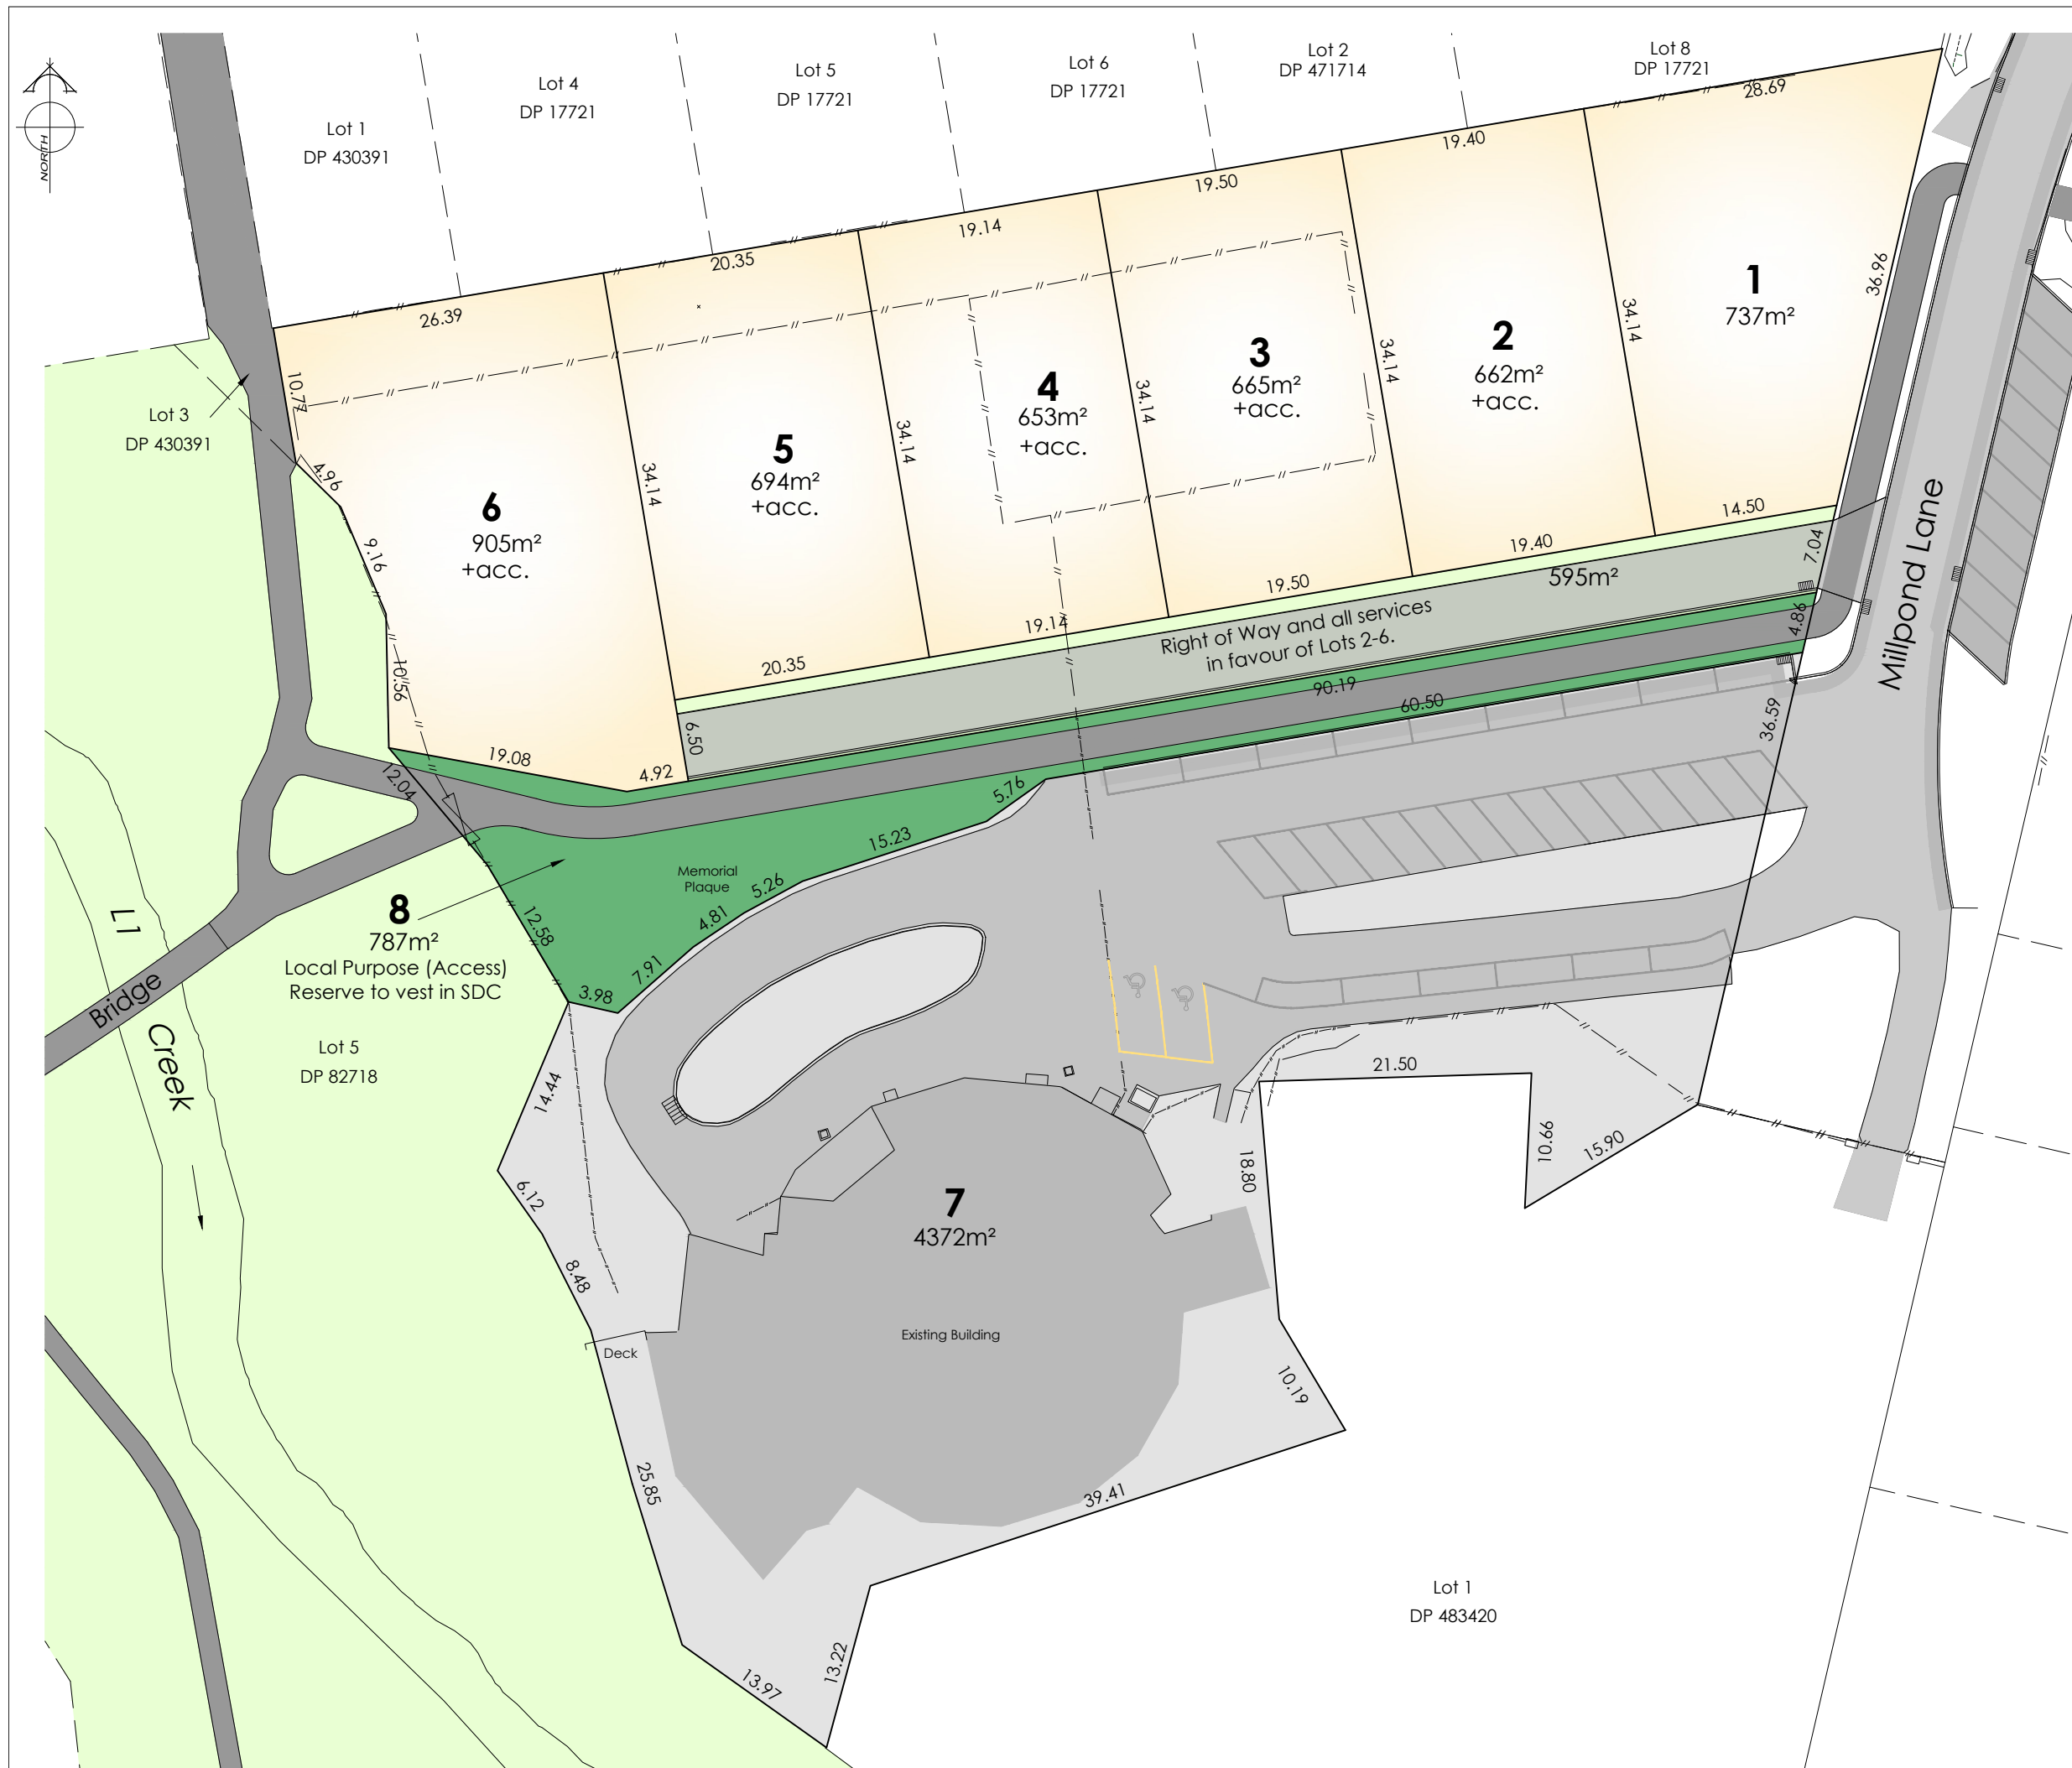 NORTH
Lot 1
DP 430391
Lot 4
DP 17721
Lot 5
DP 17721
Lot 6
DP 17721
Lot 2
DP 471714
Lot 8
DP 17721
28.69
19.40
19.50
19.14
20.35
26.39
Lot 3
DP 430391
10.77
4.96
9.16
10.56
6
905m²
+acc.
34.14
5
694m²
+acc.
34.14
4
653m²
+acc.
34.14
3
665m²
+acc.
34.14
2
662m²
+acc.
34.14
1
737m²
36.96
Millpond Lane
14.50
19.40
19.50
19.14
20.35
595m²
7.04
Right of Way and all services
in favour of Lots 2-6.
6.50
4.86
90.19
60.50
36.59
19.08
4.92
12.04
5.76
15.23
5.26
4.81
7.91
3.98
12.58
Memorial
Plaque
8
787m²
Local Purpose (Access)
Reserve to vest in SDC
L1
Creek
Bridge
Lot 5
DP 82718
14.44
6.12
8.48
25.85
13.97
13.22
39.41
10.19
18.80
21.50
10.66
15.90
7
4372m²
Existing Building
Deck
Lot 1
DP 483420